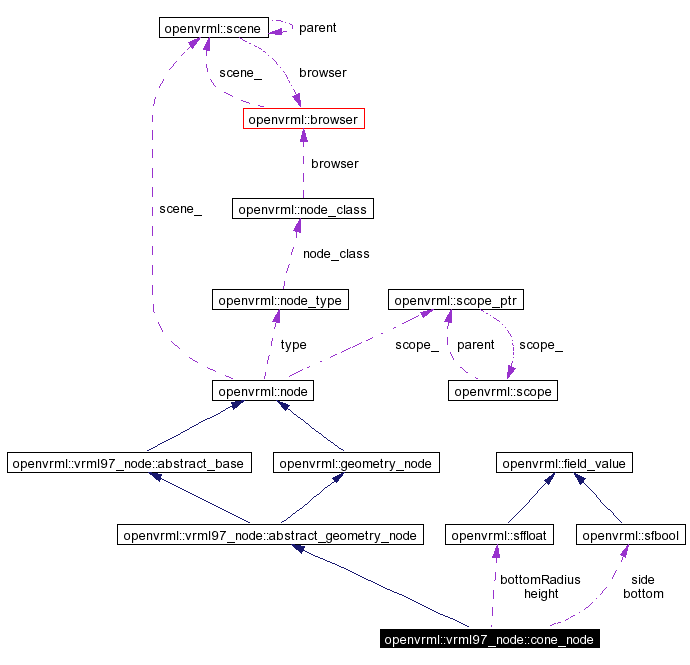 openvrml::scene
parent
scene_
browser
openvrml::browser
browser
scene_
openvrml::node_class
node_class
openvrml::node_type
openvrml::scope_ptr
type
scope_
parent
scope_
openvrml::node
openvrml::scope
openvrml::vrml97_node::abstract_base
openvrml::geometry_node
openvrml::field_value
openvrml::vrml97_node::abstract_geometry_node
openvrml::sffloat
openvrml::sfbool
bottomRadius
height
side
bottom
openvrml::vrml97_node::cone_node